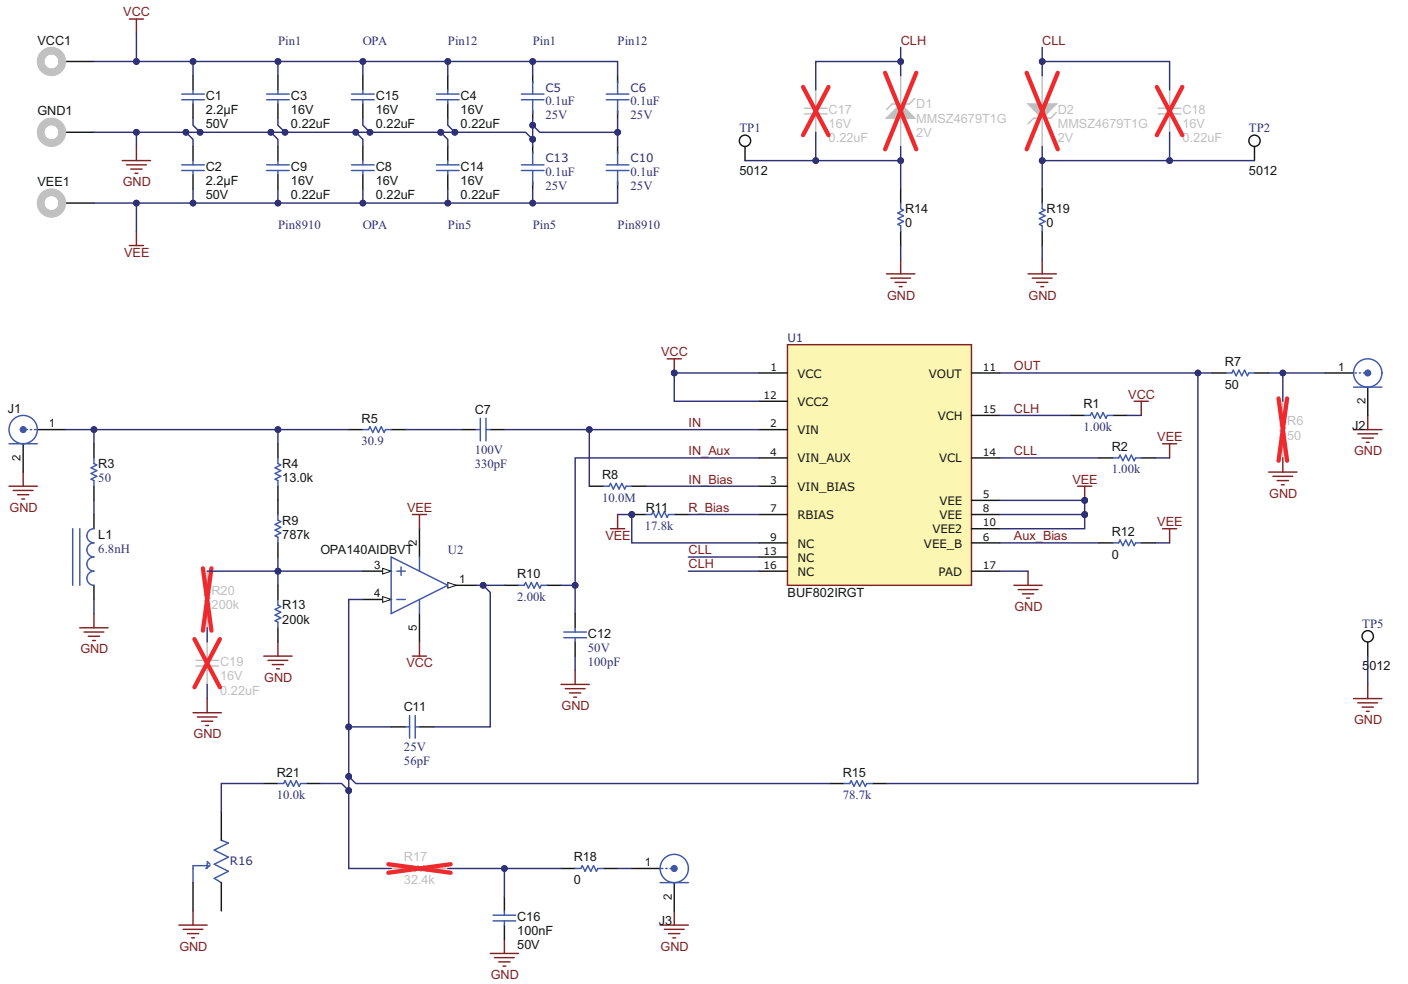 VCC
VCC1
Pin1
OPA
Pin12
Pin1
Pin12
C1
2.2µF
50V
C3
16V
0.22uF
C15
16V
0.22uF
C4
16V
0.22uF
C5
0.1uF
25V
C6
0.1uF
25V
GND1
GND
C2
2.2µF
50V
C9
16V
0.22uF
C8
16V
0.22uF
C14
16V
0.22uF
C13
0.1uF
25V
C10
0.1uF
25V
VEE1
VEE
Pin8910
OPA
Pin5
Pin5
Pin8910
CLH
C17
16V
0.22uF
D1
MMSZ4679T1G
2V
TP1
5012
R14
0
GND
CLL
D2
MMSZ4679T1G
2V
C18
16V
0.22uF
TP2
5012
R19
0
GND
J1
1
2
GND
R3
50
L1
6.8nH
GND
R4
13.0k
R9
787k
R13
200k
GND
R20
200k
C19
16V
0.22uF
GND
R5
30.9
C7
100V
330pF
VEE
2
OPA140AIDBVT
U2
3
4
1
5
VCC
R10
2.00k
C12
50V
100pF
GND
C11
25V
56pF
VCC
IN
IN_Aux
R8
10.0M
IN_Bias
R11
17.8k
R_Bias
VEE
CLL
CLH
U1
1 VCC
12 VCC2
2 VIN
4 VIN_AUX
3 VIN_BIAS
7 RBIAS
9 NC
13 NC
16 NC
VOUT 11
VCH 15
VCL 14
VEE 5
VEE 8
VEE2 10
VEE_B 6
PAD 17
BUF802IRGT
OUT
CLH
R1
1.00k
VCC
CLL
R2
1.00k
VEE
VEE
Aux_Bias
R12
0
VEE
GND
R7
50
R6
50
GND
1
2
J2
GND
TP5
5012
GND
R21
10.0k
R15
78.7k
R16
GND
R17
32.4k
R18
0
C16
100nF
50V
GND
1
2
J3
GND